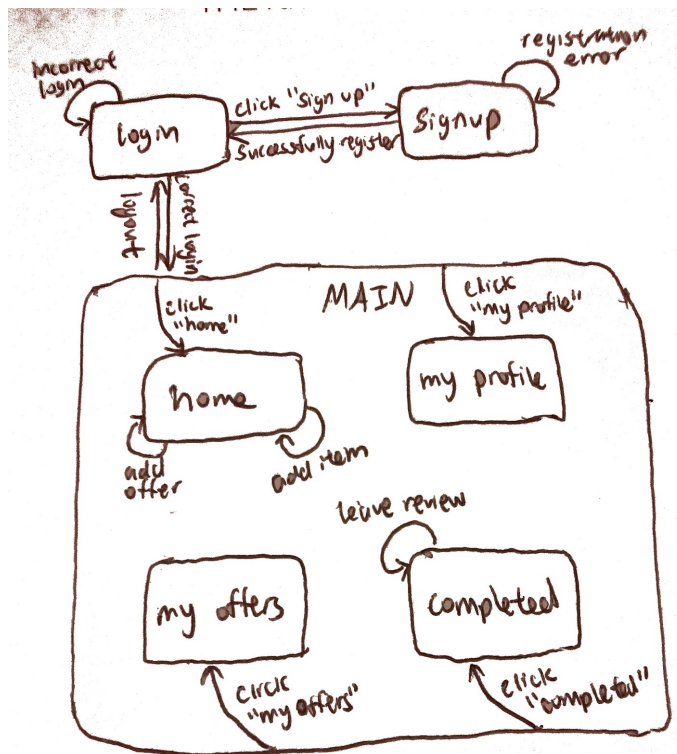 registration
error
incorrect
login
click "sign up"
login
signup
successfully register
logout
correct login
MAIN
click
"home"
click
"my profile"
home
my profile
add
offer
add item
leave review
my offers
completed
click
"my offers"
click
"completed"